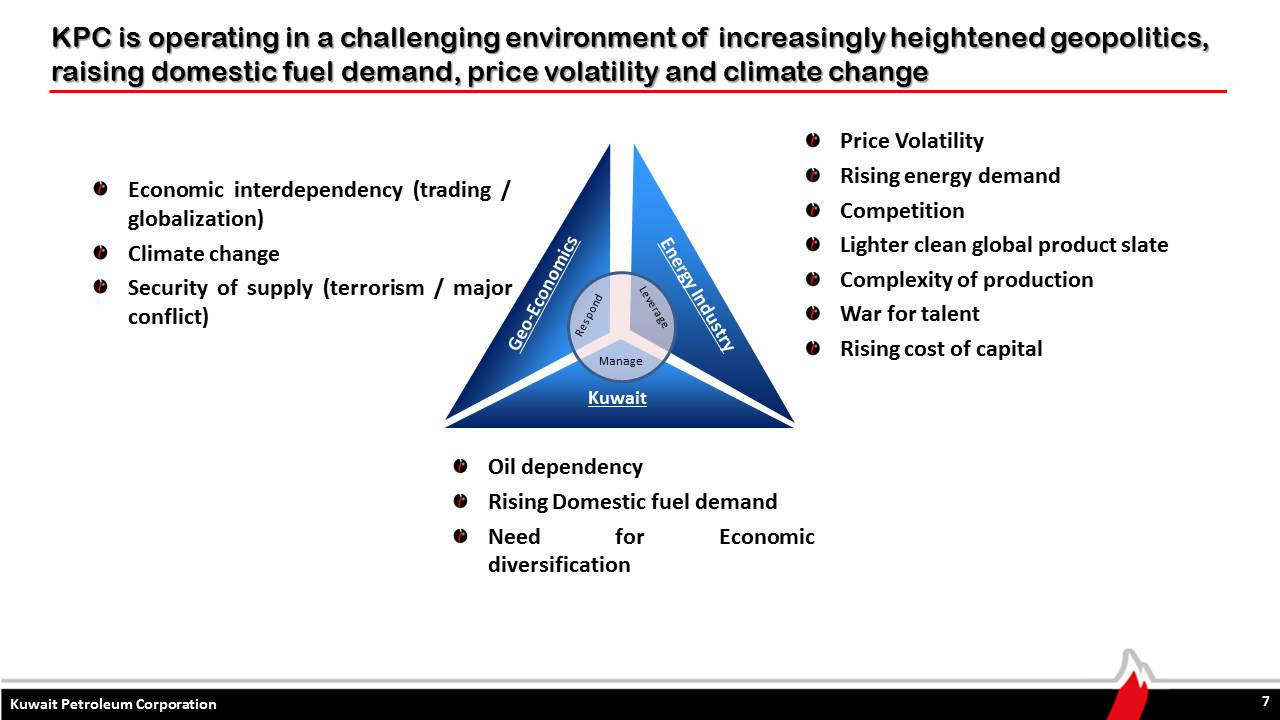 KPC is operating in a challenging environment of increasingly heightened geopolitics,
raising domestic fuel demand, price volatility and climate change
Economic interdependency (trading /
globalization)
Climate change
Security of supply (terrorism / major
conflict)
Geo-Economics
Energy Industry
Respond
Leverage
Manage
Kuwait
Price Volatility
Rising energy demand
Competition
Lighter clean global product slate
Complexity of production
War for talent
Rising cost of capital
Oil dependency
Rising Domestic fuel demand
Need for Economic
diversification
Kuwait Petroleum Corporation
7